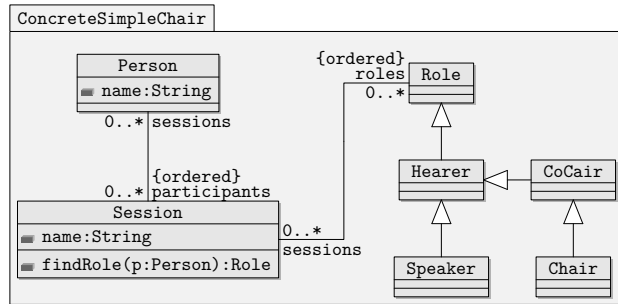 ConcreteSimpleChair
Person
name:String
0..* sessions
{ordered}
0..* participants
Session
name:String
findRole(p:Person):Role
0..*
sessions
{ordered}
roles
0..*
Role
Hearer
CoCair
Speaker
Chair